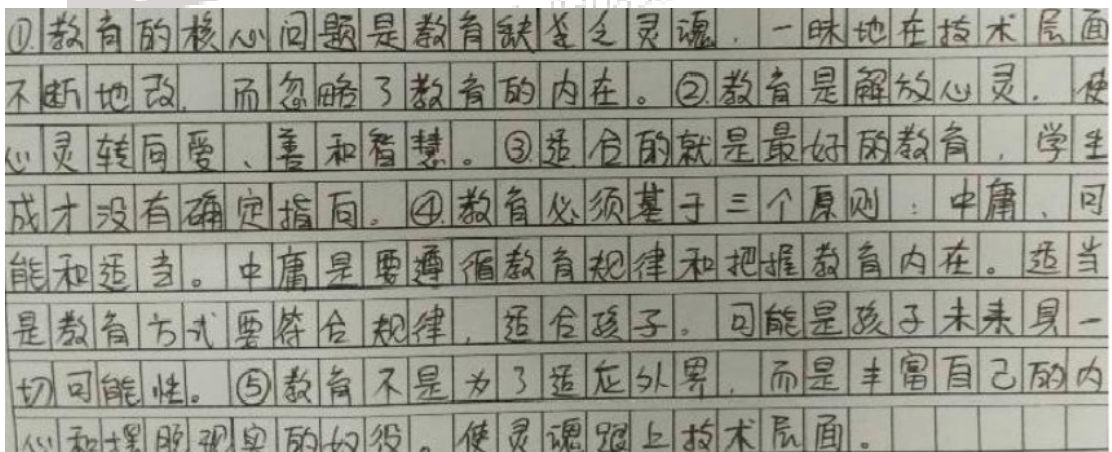 ①.教育的核心问题是教育缺乏灵魂,一昧地在技术层面
不断地改,而忽略了教育的内在。②教育是解放心灵,使
心灵转向爱、善和智慧。③适合的就是最好的教育,学生
成才没有确定指向。④.教育必须基于三个原则:中庸、可
能和适当。中庸是要遵循教育规律和把握教育内在。适当
是教育方式要符合规律,适合孩子。可能是孩子未来具一
切可能性。⑤教育不是为了适应外界,而是丰富自己的内
心和摆脱现实的奴役。使灵魂跟上技术层面。